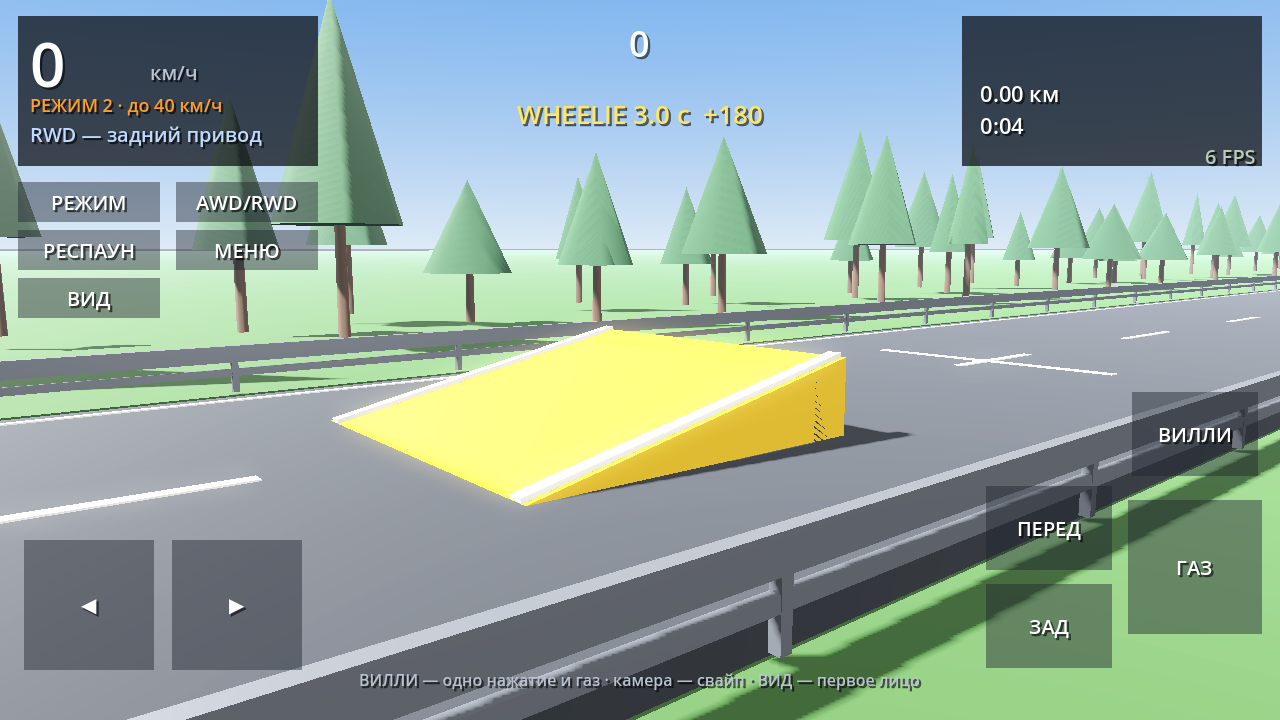 0 км/ч
РЕЖИМ 2 · до 40 км/ч
RWD — задний привод
РЕЖИМ
AWD/RWD
РЕСПАУН
МЕНЮ
ВИД
0
WHEELIE 3.0 с +180
0.00 км
0:04
6 FPS
ВИЛЛИ
ПЕРЕД
ГАЗ
ЗАД
◄
►
ВИЛЛИ — одно нажатие и газ · камера — свайп · ВИД — первое лицо